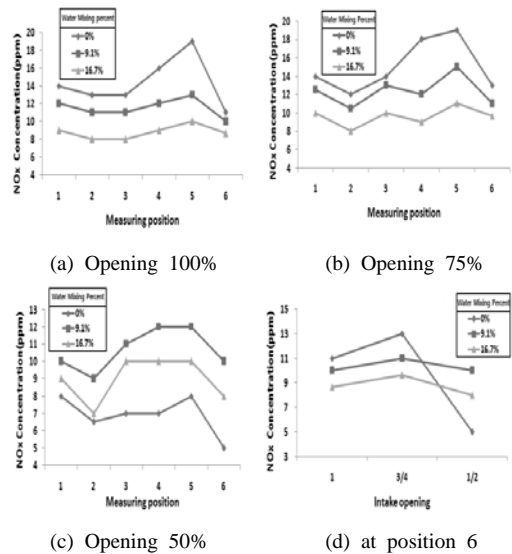 Water Mixing percent
0%
9.1%
16.7%
NOx Concentration(ppm)
20
18
16
14
12
10
8
6
4
1 2 3 4 5 6
Measuring position
(a) Opening 100%
Water Mixing Percent
0%
9.1%
16.7%
NOx Concentration(ppm)
20
18
16
14
12
10
8
6
4
1 2 3 4 5 6
Measuring position
(b) Opening 75%
Water Mixing Percent
0%
9.1%
16.7%
NOx Concentration(ppm)
13
12
11
10
9
8
7
6
5
4
1 2 3 4 5 6
Measuring position
(c) Opening 50%
Water Mixing Percent
0%
9.1%
16.7%
NOx Concentration(ppm)
15
13
11
9
7
5
3
1 3/4 1/2
Intake opening
(d) at position 6